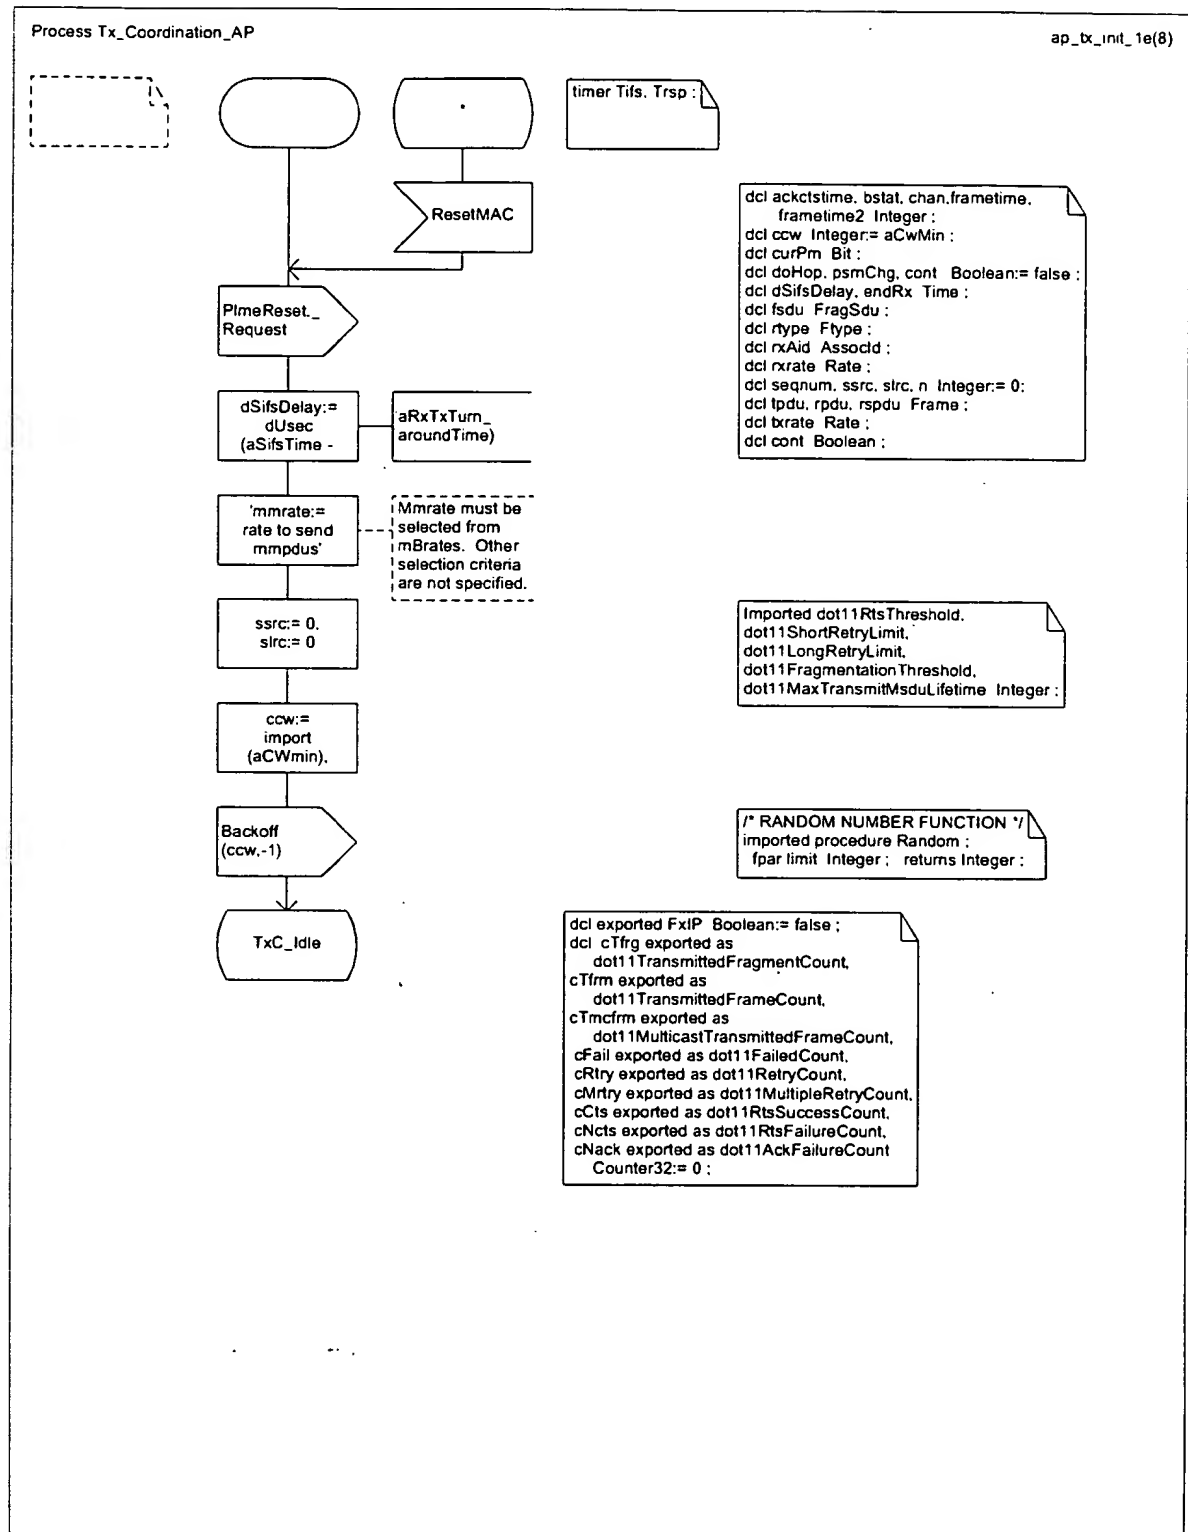 Process Tx_Coordination_AP
ap_tx_init_1e(8)
timer Tifs, Trsp ;
*
ResetMAC
dcl ackctstime, bstat, chan,frametime,
frametime2 Integer ;
dcl ccw Integer:= aCwMin ;
dcl curPm Bit ;
dcl doHop, psmChg, cont Boolean:= false ;
dcl dSifsDelay, endRx Time ;
dcl fsdu FragSdu ;
dcl rtype Ftype ;
dcl rxAid AssocId ;
dcl rxrate Rate ;
dcl seqnum, ssrc, slrc, n Integer:= 0;
dcl tpdu, rpdu, rspdu Frame ;
dcl txrate Rate ;
dcl cont Boolean ;
PlmeReset._
Request
dSifsDelay:=
dUsec
(aSifsTime -
aRxTxTurn_
aroundTime)
'mmrate:=
rate to send
mmpdus'
Mmrate must be
selected from
mBrates. Other
selection criteria
are not specified.
ssrc:= 0,
slrc:= 0
Imported dot11RtsThreshold,
dot11ShortRetryLimit,
dot11LongRetryLimit,
dot11FragmentationThreshold,
dot11MaxTransmitMsduLifetime Integer ;
ccw:=
import
(aCWmin),
Backoff
(ccw,-1)
/* RANDOM NUMBER FUNCTION */
imported procedure Random ;
fpar limit Integer ; returns Integer ;
TxC_Idle
dcl exported FxIP Boolean:= false ;
dcl cTfrg exported as
dot11TransmittedFragmentCount,
cTfrm exported as
dot11TransmittedFrameCount,
cTmcfrm exported as
dot11MulticastTransmittedFrameCount,
cFail exported as dot11FailedCount,
cRtry exported as dot11RetryCount,
cMrtry exported as dot11MultipleRetryCount,
cCts exported as dot11RtsSuccessCount,
cNcts exported as dot11RtsFailureCount,
cNack exported as dot11AckFailureCount
Counter32:= 0 ;